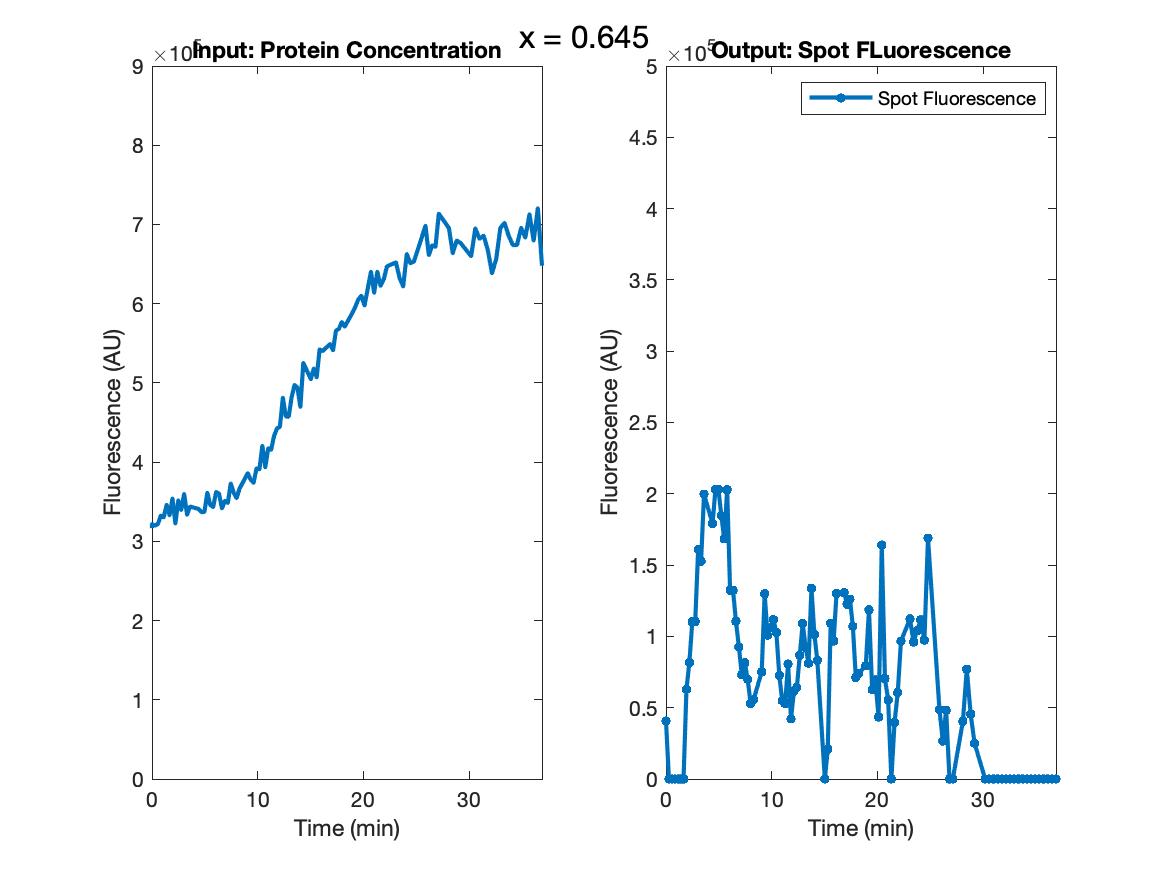 x = 0.645
×10⁵
Input: Protein Concentration
9
8
7
6
5
4
3
2
1
0
Fluorescence (AU)
0 10 20 30
Time (min)
×10⁵
Output: Spot FLuorescence
Spot Fluorescence
5
4.5
4
3.5
3
2.5
2
1.5
1
0.5
0
Fluorescence (AU)
0 10 20 30
Time (min)